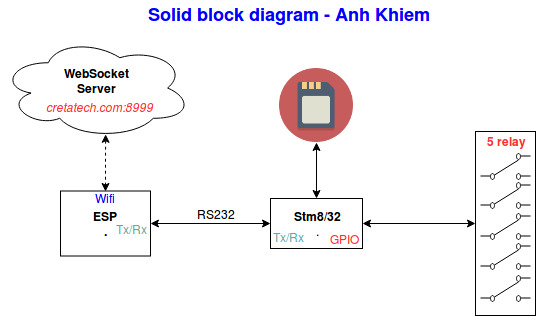 Solid block diagram - Anh Khiem
WebSocket
Server
cretatech.com:8999
5 relay
Wifi
ESP
Tx/Rx
RS232
Stm8/32
Tx/Rx
GPIO